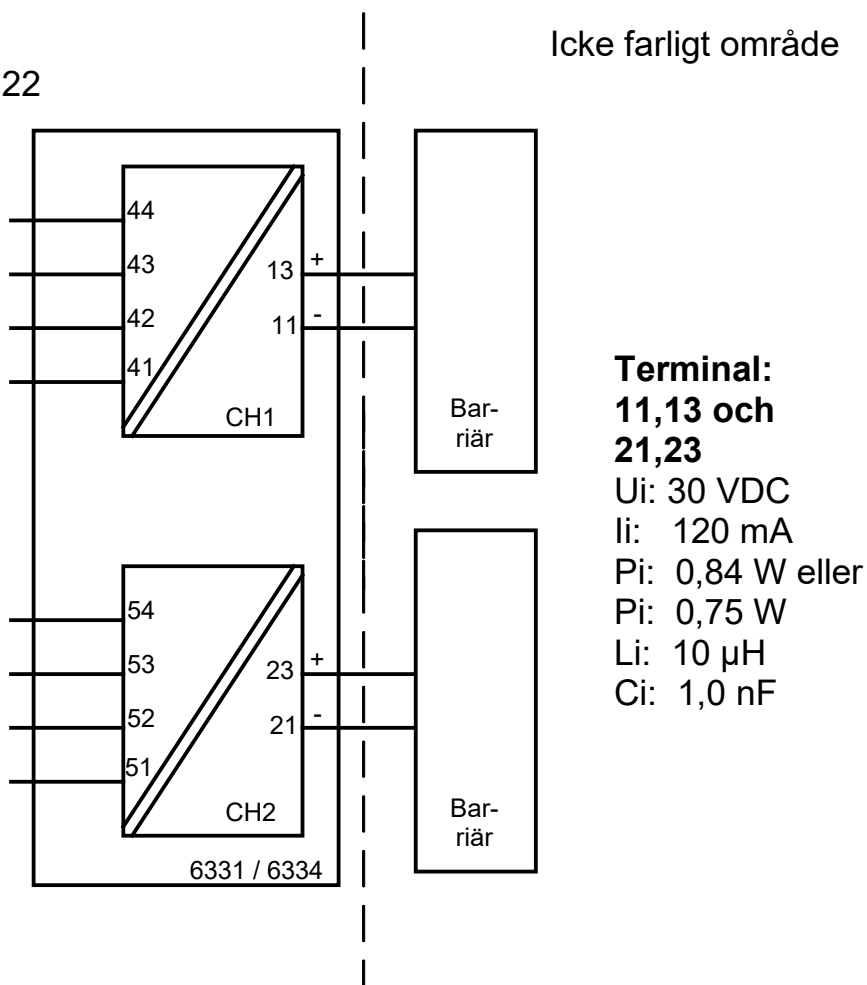 Icke farligt område
22
44
43
42
41
13
+
11
-
CH1
Bar-
riär
54
53
52
51
23
+
21
-
CH2
Bar-
riär
6331 / 6334
Terminal:
11,13 och
21,23
Ui: 30 VDC
Ii: 120 mA
Pi: 0,84 W eller
Pi: 0,75 W
Li: 10 µH
Ci: 1,0 nF